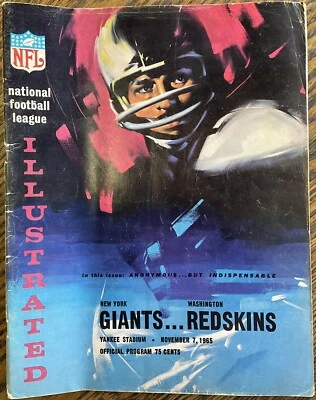 NFL
national
football
league
ILLUSTRATED
in this issue: ANONYMOUS...BUT INDISPENSABLE
NEW YORK WASHINGTON
GIANTS...REDSKINS
YANKEE STADIUM • NOVEMBER 7, 1965
OFFICIAL PROGRAM 75 CENTS